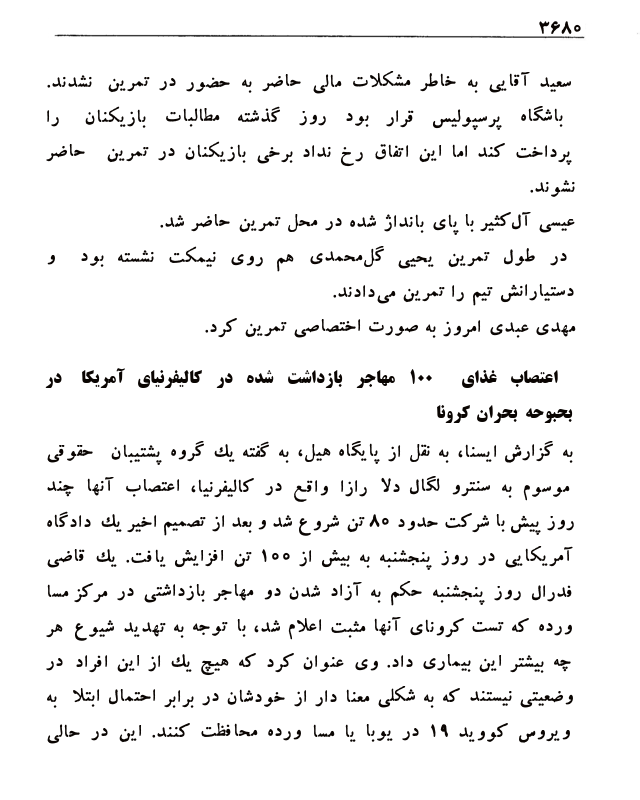 ۳۶۸۰
سعید آقایی به خاطر مشکلات مالی حاضر به حضور در تمرین نشدند.
باشگاه پرسپولیس قرار بود روز گذشته مطالبات بازیکنان را
پرداخت کند اما این اتفاق رخ نداد برخی بازیکنان در تمرین حاضر
نشوند.
عیسی آل‌کثیر با پای بانداژ شده در محل تمرین حاضر شد.
در طول تمرین یحیی گل‌محمدی هم روی نیمکت نشسته بود و
دستیارانش تیم را تمرین می‌دادند.
مهدی عبدی امروز به صورت اختصاصی تمرین کرد.
اعتصاب غذای ۱۰۰ مهاجر بازداشت شده در کالیفرنیای آمریکا در
بحبوحه بحران کرونا
به گزارش ایسنا، به نقل از پایگاه هیل، به گفته یك گروه پشتیبان حقوقی
موسوم به سنترو لگال دلا رازا واقع در کالیفرنیا، اعتصاب آنها چند
روز پیش با شرکت حدود ۸۰ تن شروع شد و بعد از تصمیم اخیر یك دادگاه
آمریکایی در روز پنجشنبه به بیش از ۱۰۰ تن افزایش یافت. یك قاضی
فدرال روز پنجشنبه حکم به آزاد شدن دو مهاجر بازداشتی در مرکز مسا
ورده که تست کرونای آنها مثبت اعلام شد، با توجه به تهدید شیوع هر
چه بیشتر این بیماری داد. وی عنوان کرد که هیچ یك از این افراد در
وضعیتی نیستند که به شکلی معنا دار از خودشان در برابر احتمال ابتلا به
ویروس کووید ۱۹ در یوبا یا مسا ورده محافظت کنند. این در حالی